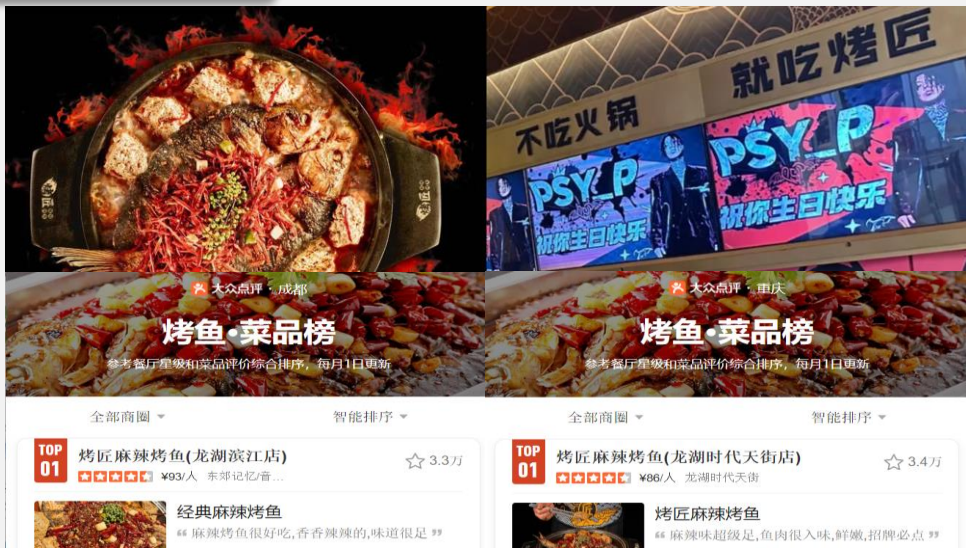 匠
匠
不吃火锅
就吃烤匠
PSY_P
祝你生日快乐
PSY_P
祝你生日快乐
大众点评·成都
烤鱼·菜品榜
参考餐厅星级和菜品评价综合排序，每月1日更新
全部商圈
智能排序
TOP
01
烤匠麻辣烤鱼(龙湖滨江店)
¥93/人 东郊记忆/音...
3.3万
经典麻辣烤鱼
“ 麻辣烤鱼很好吃,香香辣辣的,味道很足 ”
大众点评·重庆
烤鱼·菜品榜
参考餐厅星级和菜品评价综合排序，每月1日更新
全部商圈
智能排序
TOP
01
烤匠麻辣烤鱼(龙湖时代天街店)
¥86/人 龙湖时代天街
3.4万
烤匠麻辣烤鱼
“ 麻辣味超级足,鱼肉很入味,鲜嫩,招牌必点 ”